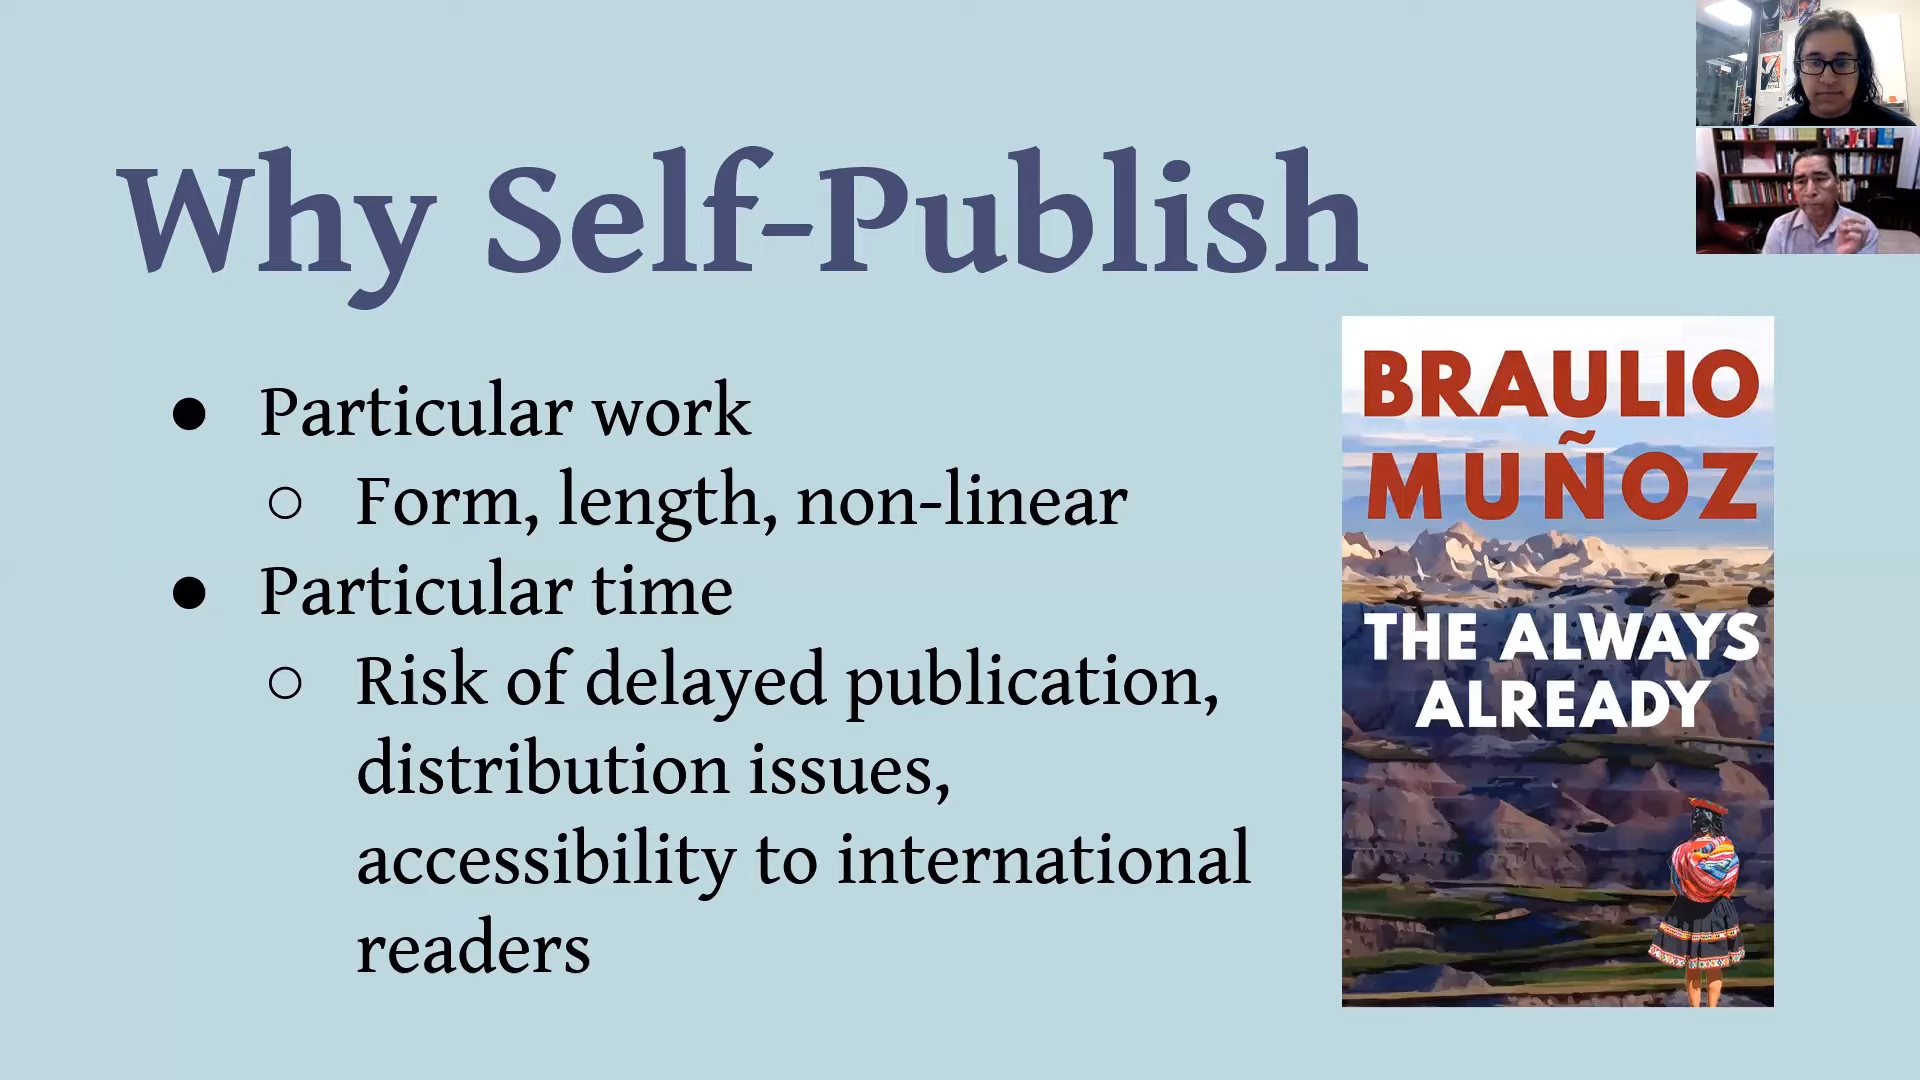 Why Self-Publish
● Particular work
○ Form, length, non-linear
● Particular time
○ Risk of delayed publication,
distribution issues,
accessibility to international
readers
BRAULIO
MUÑOZ
THE ALWAYS
ALREADY